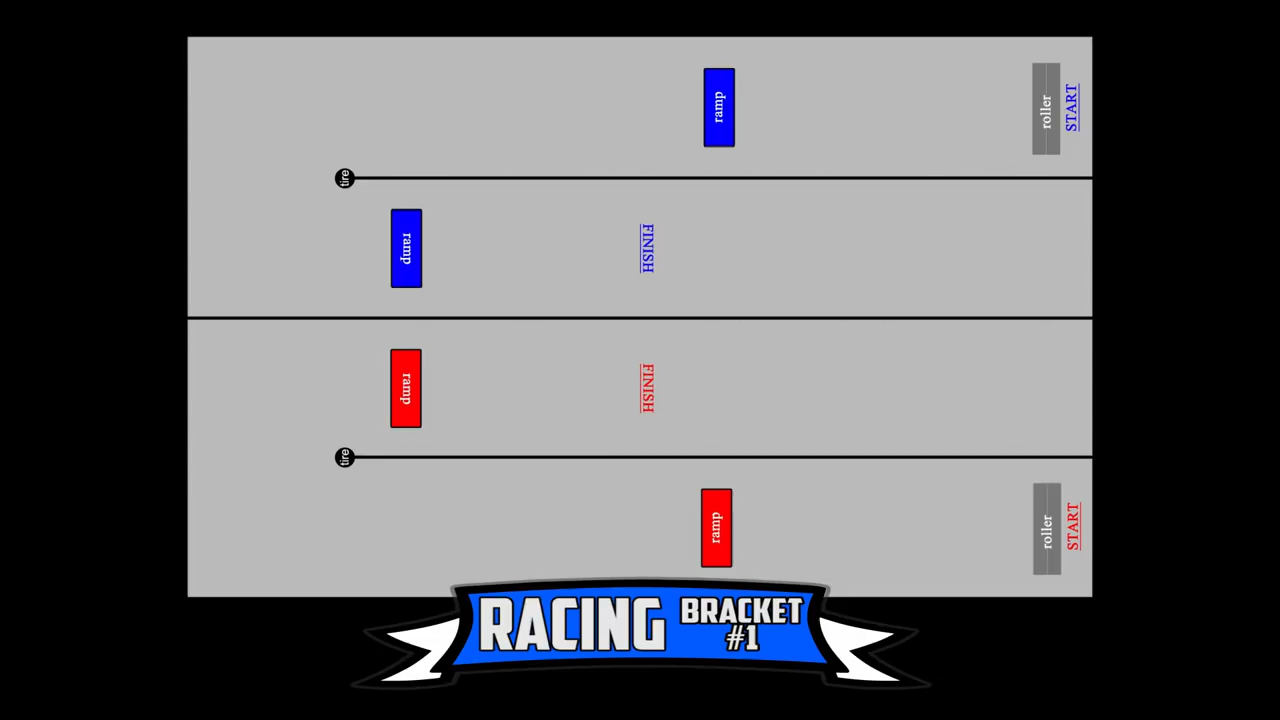 ramp
roller
START
tire
ramp
FINISH
ramp
FINISH
tire
ramp
roller
START
RACING BRACKET
#1